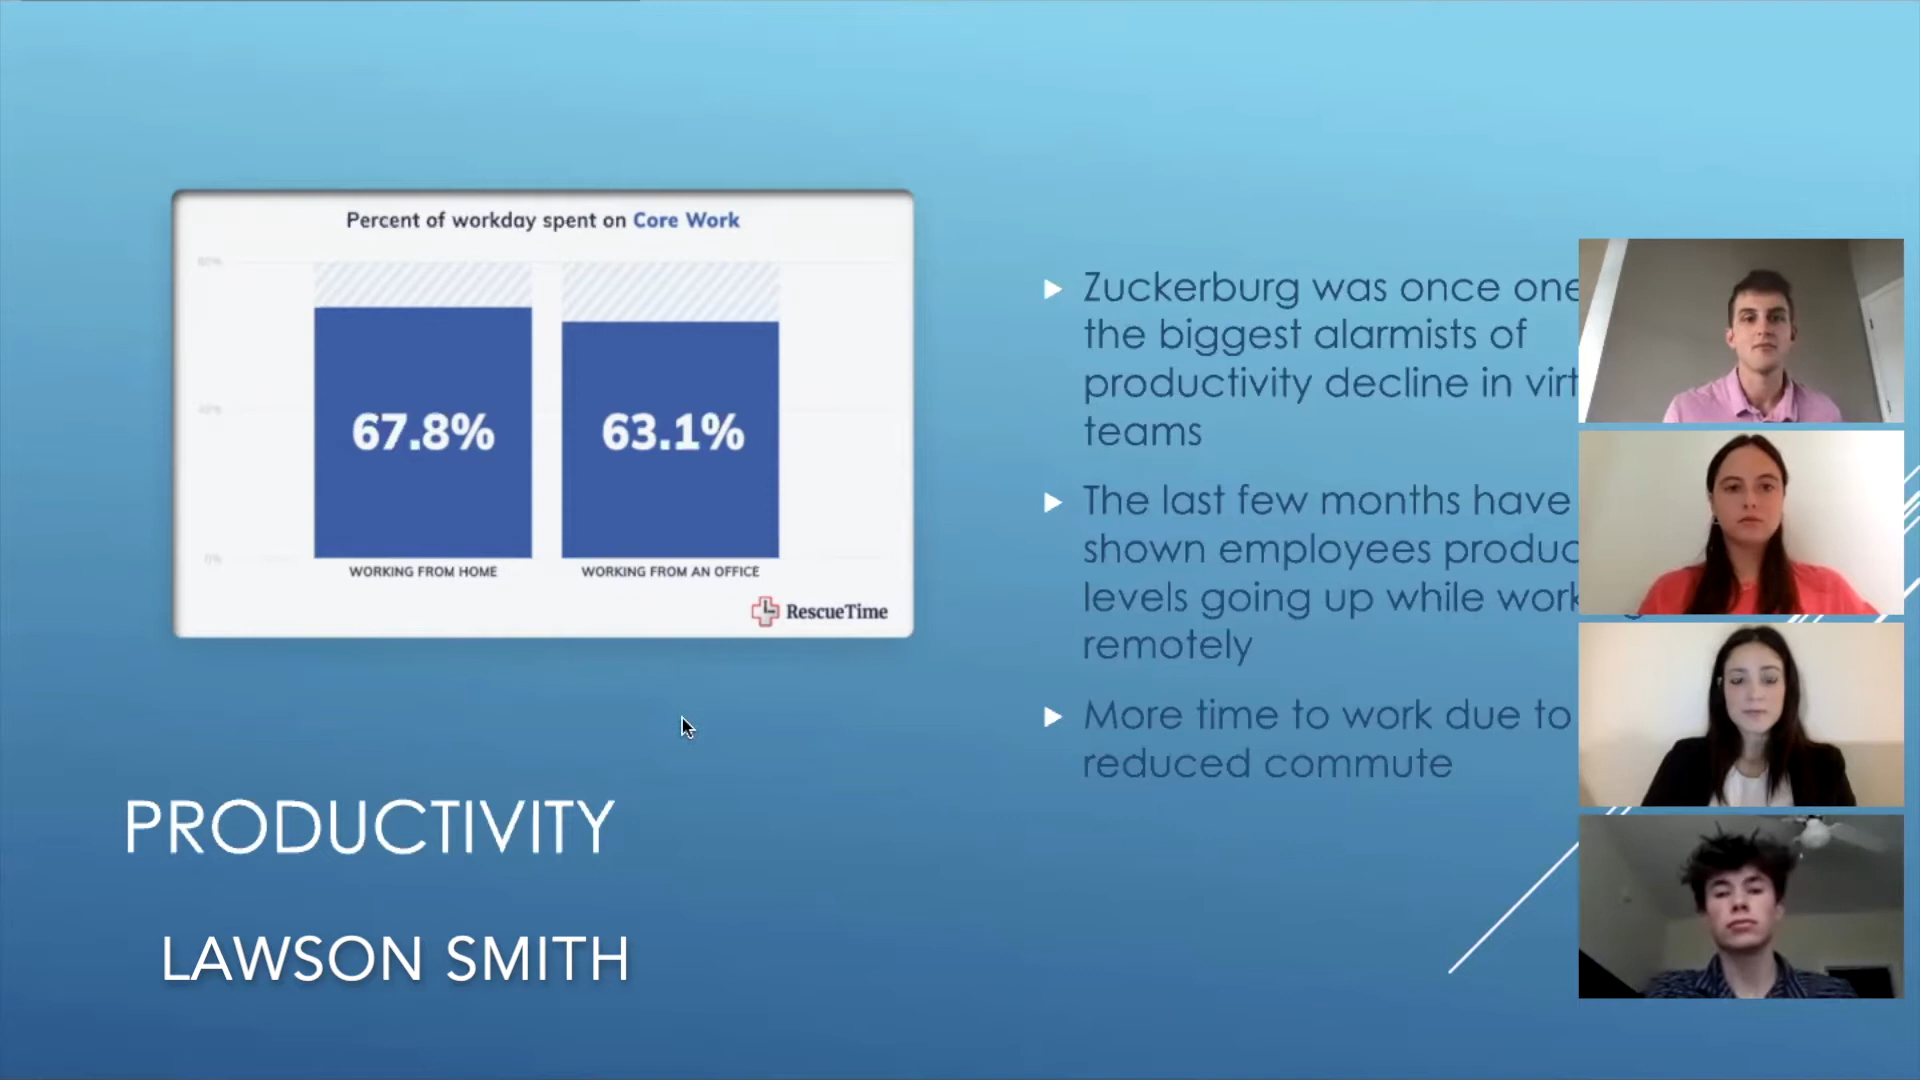 Percent of workday spent on Core Work
0%
67.8%
63.1%
WORKING FROM HOME
WORKING FROM AN OFFICE
RescueTime
PRODUCTIVITY
LAWSON SMITH
Zuckerburg was once one
the biggest alarmists of
productivity decline in virt
teams
The last few months have
shown employees produc
levels going up while work
remotely
More time to work due to
reduced commute